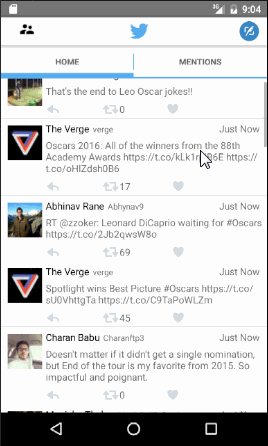 3G 9:04
HOME MENTIONS
That's the end to Leo Oscar jokes!!
0
The Verge verge Just Now
Oscars 2016: All of the winners from the 88th
Academy Awards https://t.co/kLk1 6E https://
t.co/oHIZdsh0B6
17
Abhinav Rane Abhynav9 Just Now
RT @zzoker: Leonard DiCaprio waiting for #Oscars
https://t.co/2Jb2qwsW8o
69
The Verge verge Just Now
Spotlight wins Best Picture #Oscars https://t.co/
sU0VhttgTa https://t.co/C9TaPoWLZm
45
Charan Babu Charanftp3 Just Now
Doesn't matter if it didn't get a single nomination,
but End of the tour is my favorite from 2015. So
impactful and poignant.
0